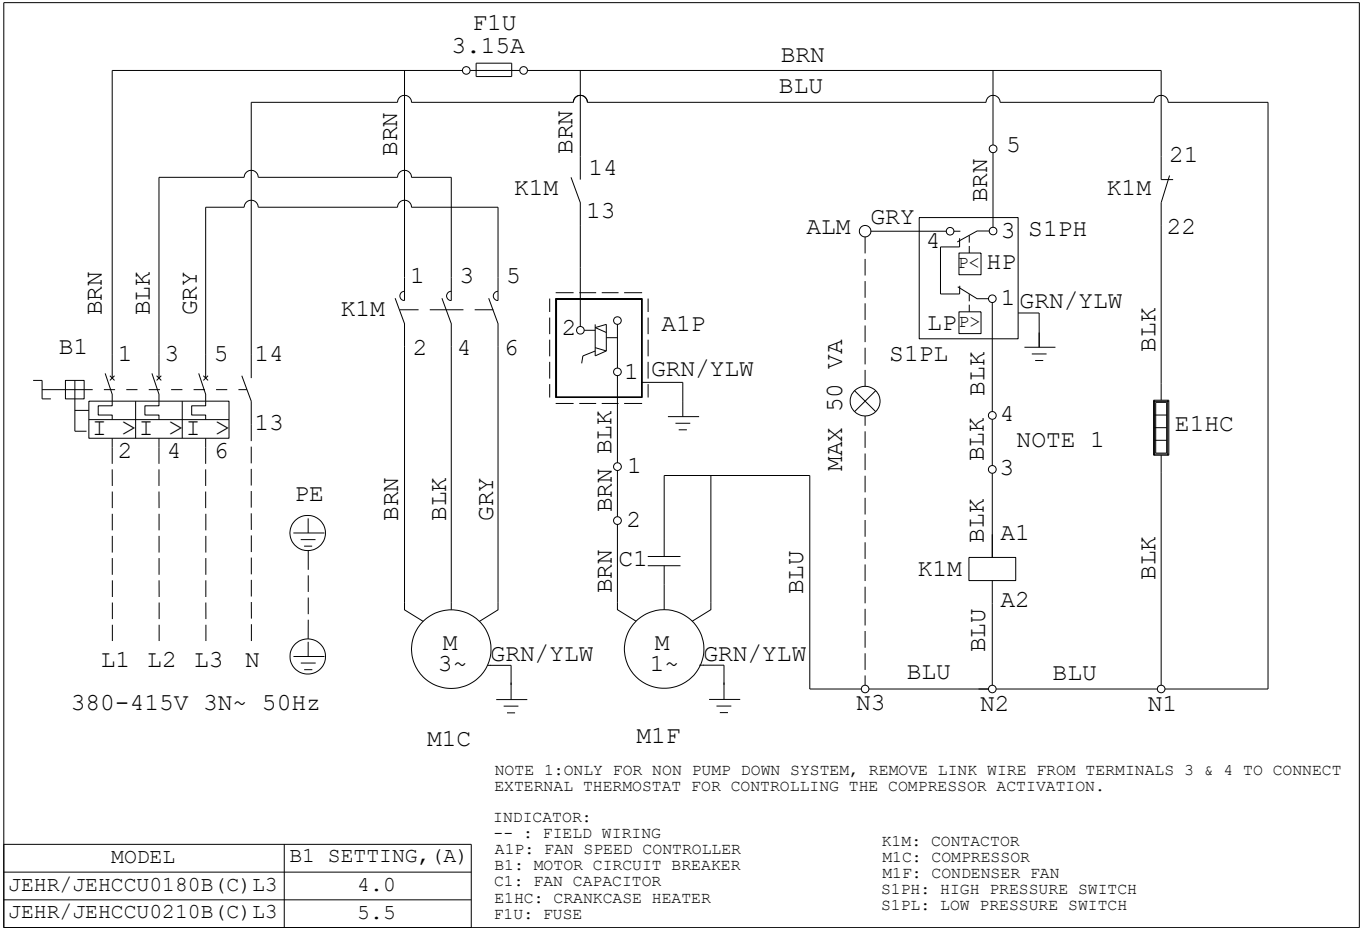 F1U
3.15A
BRN
BLU
BRN
BRN
BRN
14
K1M
13
5
21
K1M
22
ALM
GRY
4
3
S1PH
P<
HP
1
GRN/YLW
LP
P>
S1PL
BRN
BLK
GRY
B1
1
3
5
14
I >
I >
I >
13
2
4
6
K1M
1
3
5
2
4
6
2
A1P
1
GRN/YLW
BLK
BRN
1
2
BRN
C1
BLU
MAX 50 VA
BLK
4
BLK
NOTE 1
3
BLK
A1
K1M
A2
BLU
BLK
E1HC
BLK
PE
BRN
BLK
GRY
L1
L2
L3
N
380-415V 3N~ 50Hz
M
3~
GRN/YLW
M1C
M
1~
GRN/YLW
M1F
BLU
BLU
N3
N2
N1
NOTE 1:ONLY FOR NON PUMP DOWN SYSTEM, REMOVE LINK WIRE FROM TERMINALS 3 & 4 TO CONNECT
EXTERNAL THERMOSTAT FOR CONTROLLING THE COMPRESSOR ACTIVATION.
INDICATOR:
-- : FIELD WIRING
A1P: FAN SPEED CONTROLLER
B1: MOTOR CIRCUIT BREAKER
C1: FAN CAPACITOR
E1HC: CRANKCASE HEATER
F1U: FUSE
K1M: CONTACTOR
M1C: COMPRESSOR
M1F: CONDENSER FAN
S1PH: HIGH PRESSURE SWITCH
S1PL: LOW PRESSURE SWITCH
MODEL
B1 SETTING,(A)
JEHR/JEHCCU0180B(C)L3
4.0
JEHR/JEHCCU0210B(C)L3
5.5